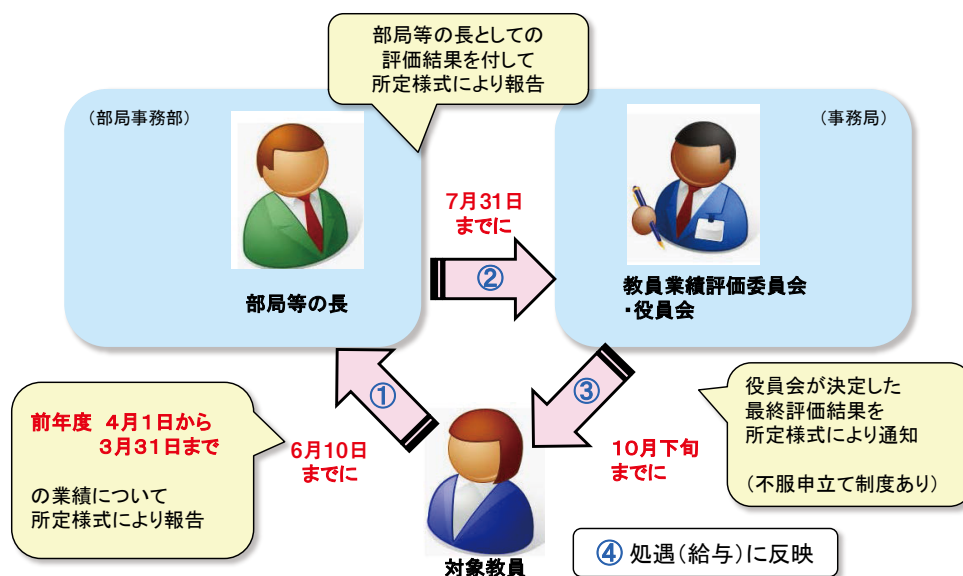 部局等の長としての
評価結果を付して
所定様式により報告
（部局事務部）
（事務局）
7月31日
までに
②
部局等の長
教員業績評価委員会
・役員会
①
③
前年度 4月1日から
3月31日まで
の業績について
所定様式により報告
6月10日
までに
10月下旬
までに
役員会が決定した
最終評価結果を
所定様式により通知
（不服申立て制度あり）
対象教員
④ 処遇（給与）に反映